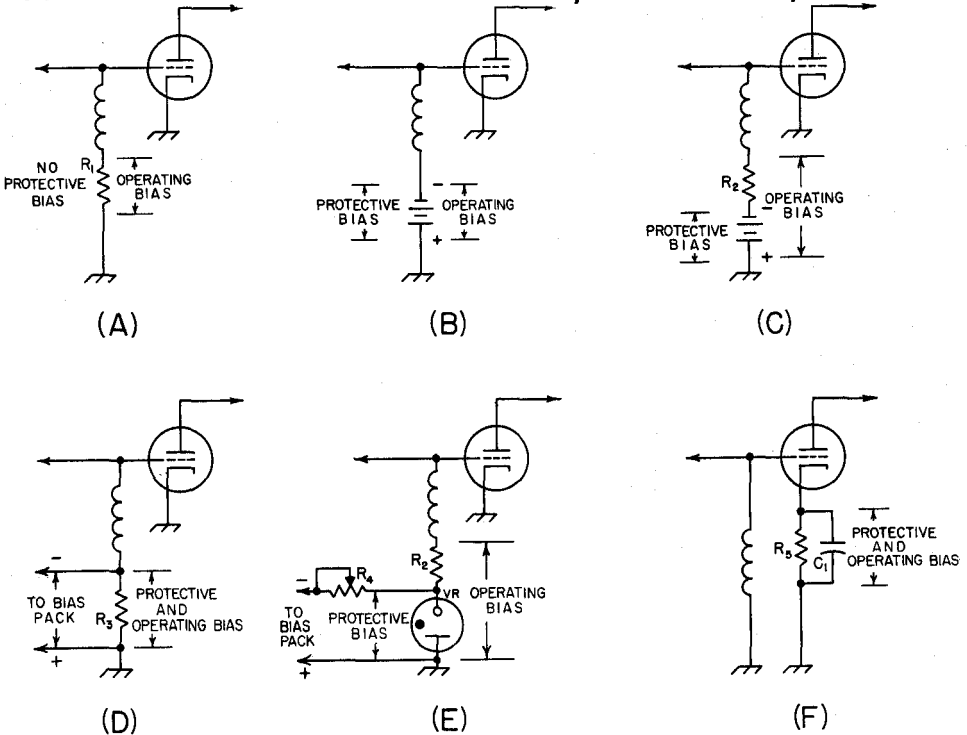 NO
PROTECTIVE
BIAS
R1
OPERATING
BIAS
(A)
PROTECTIVE
BIAS
-
+
OPERATING
BIAS
(B)
R2
PROTECTIVE
BIAS
-
+
OPERATING
BIAS
(C)
-
TO BIAS
PACK
+
R3
PROTECTIVE
AND
OPERATING BIAS
(D)
-
R4
TO
BIAS
PACK
+
PROTECTIVE
BIAS
R2
VR
OPERATING
BIAS
(E)
R5
C1
PROTECTIVE
AND
OPERATING BIAS
(F)